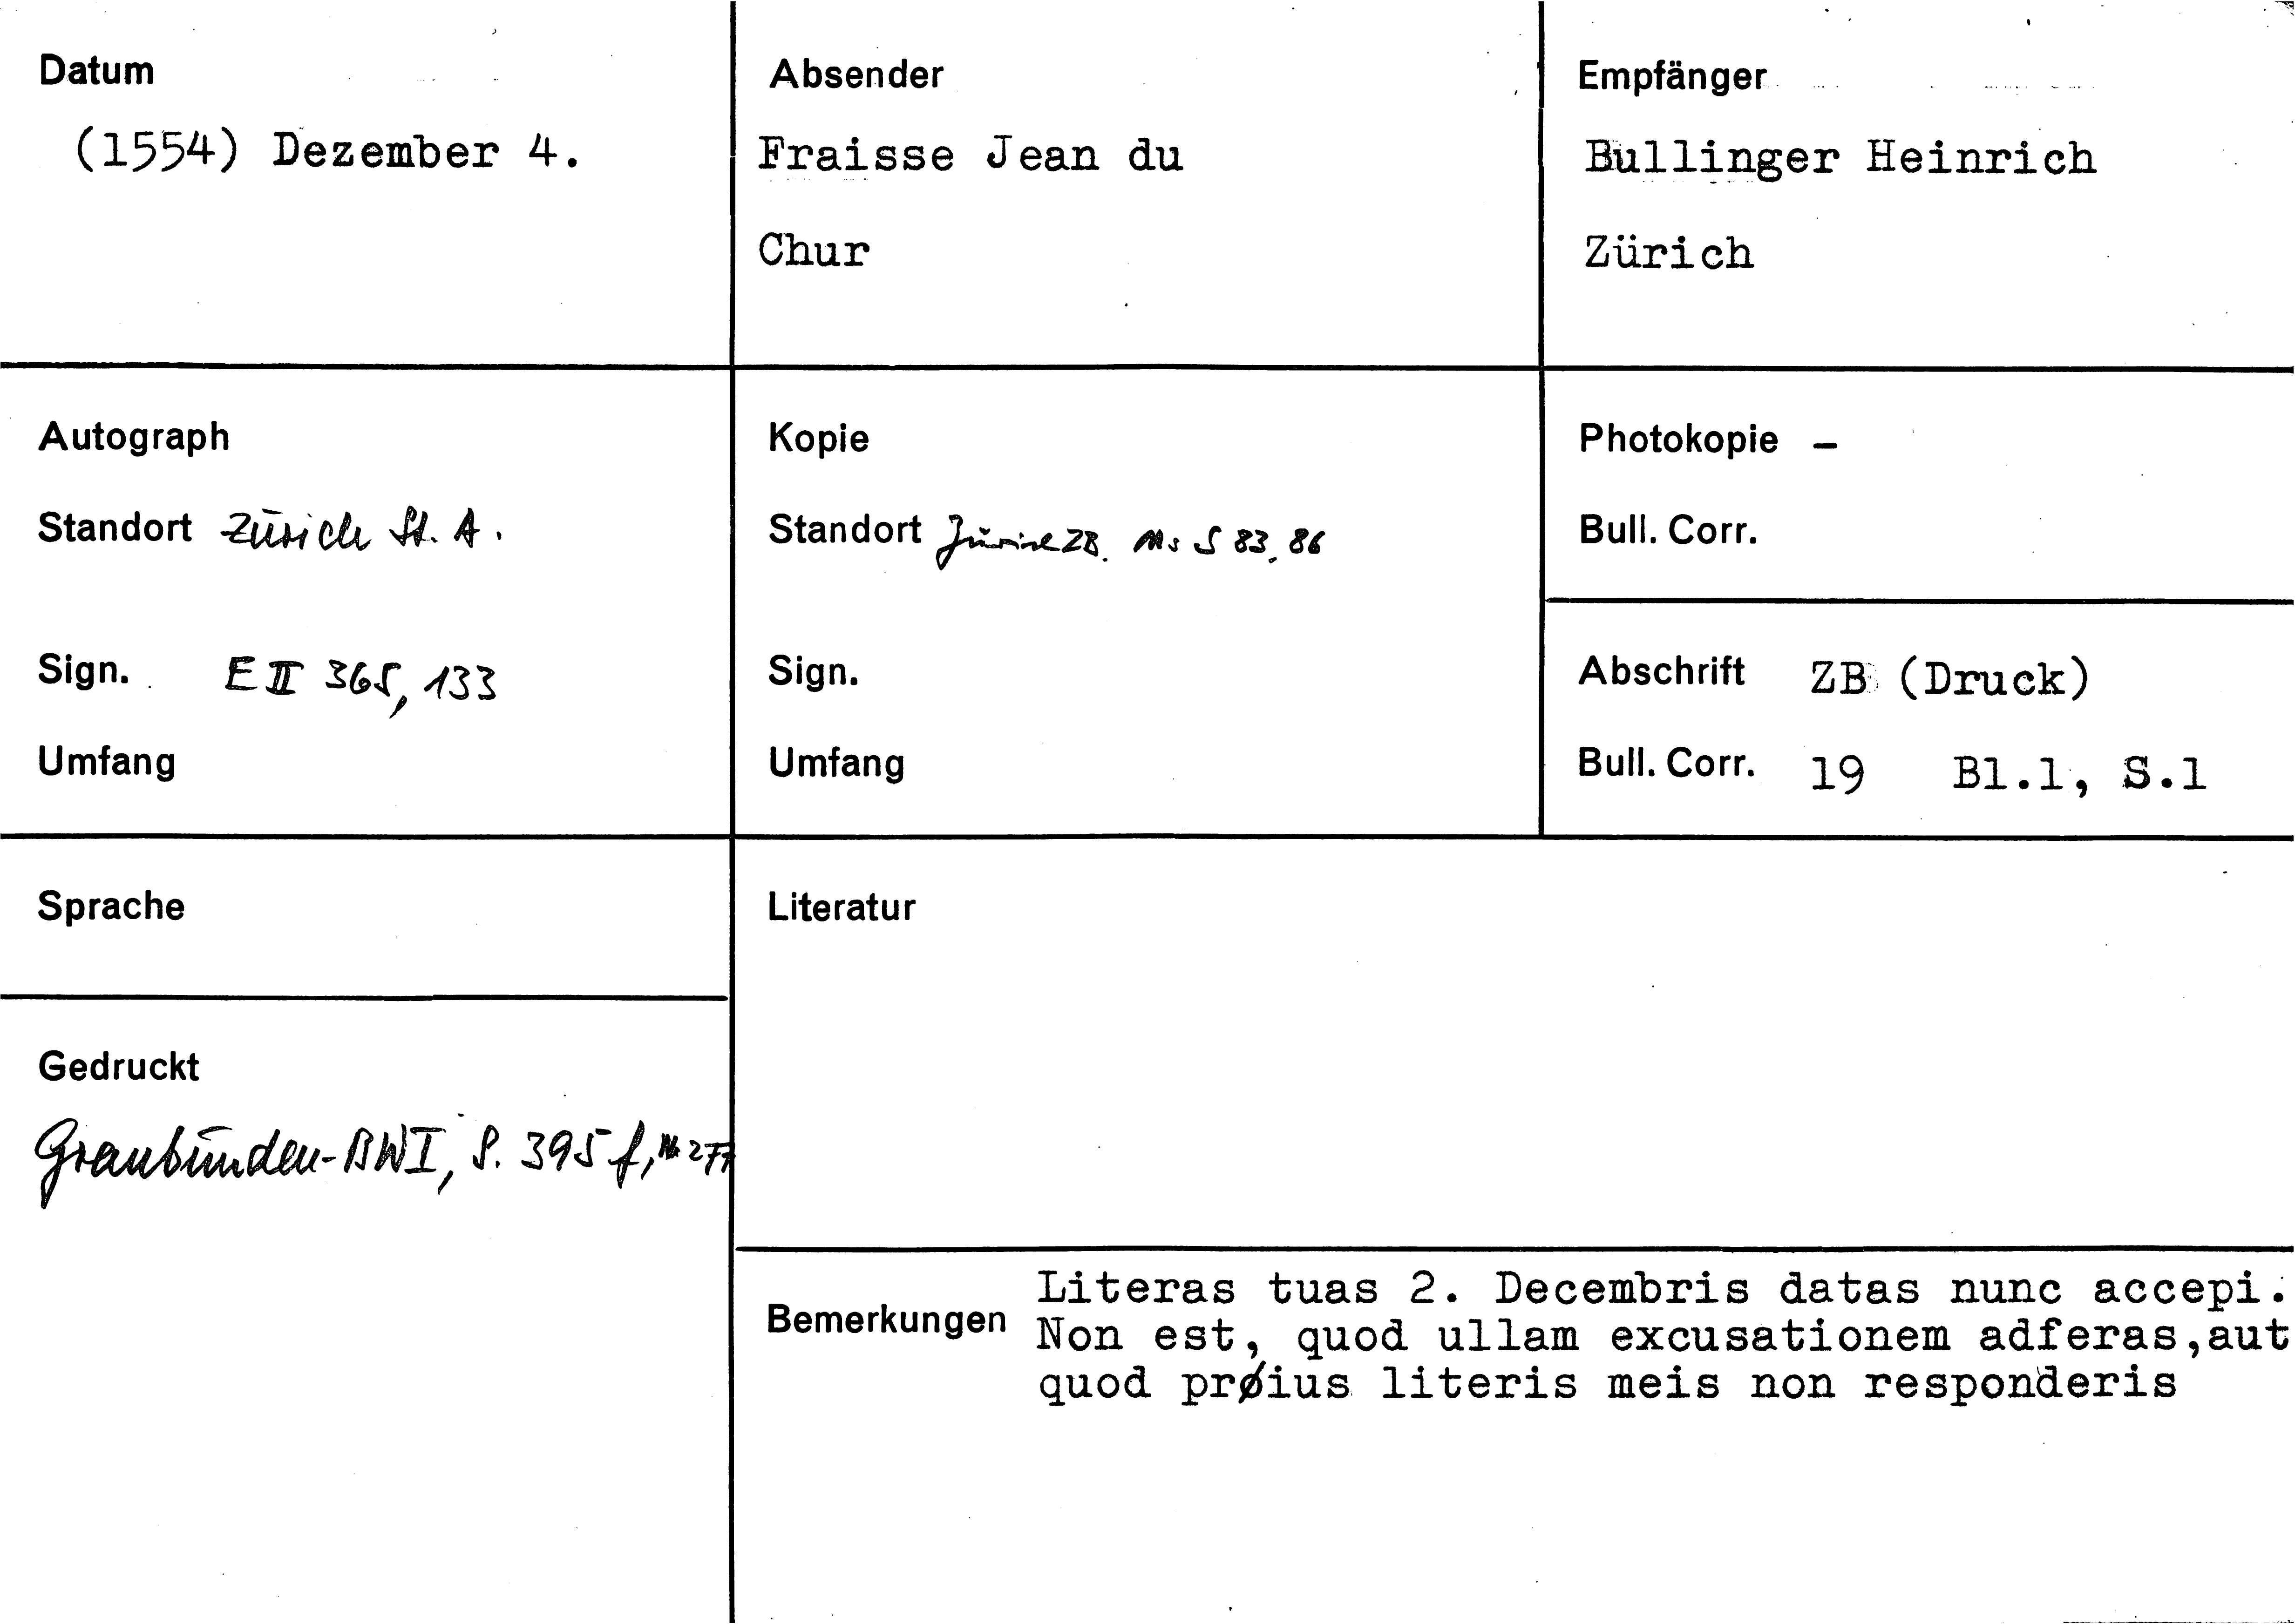 Datum
(1554) Dezember 4.
Absender
Fraisse Jean du
Chur
Empfänger
Bullinger Heinrich
Zürich
Autograph
Standort Zürich St. A.
Sign. E II 365, 133
Umfang
Kopie
Standort Zürich ZB. Ms S 83, 86
Sign.
Umfang
Photokopie –
Bull. Corr.
Abschrift ZB (Druck)
Bull. Corr. 19 Bl.1, S.1
Sprache
Gedruckt
Graubünden-BW I, S. 395 f, Nr. 277
Literatur
Bemerkungen
Literas tuas 2. Decembris datas nunc accepi.
Non est, quod ullam excusationem adferas,aut
quod prøius literis meis non responderis